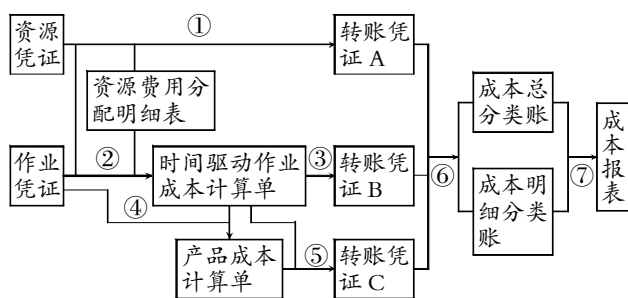 ①
资源
凭证
转账凭
证 A
资源费用分
配明细表
成本总
分类账
②
作业
凭证
时间驱动作业
成本计算单
③
转账凭
证 B
⑥
⑦
成本报表
成本明
细分类
账
④
产品成本
计算单
⑤
转账凭
证 C